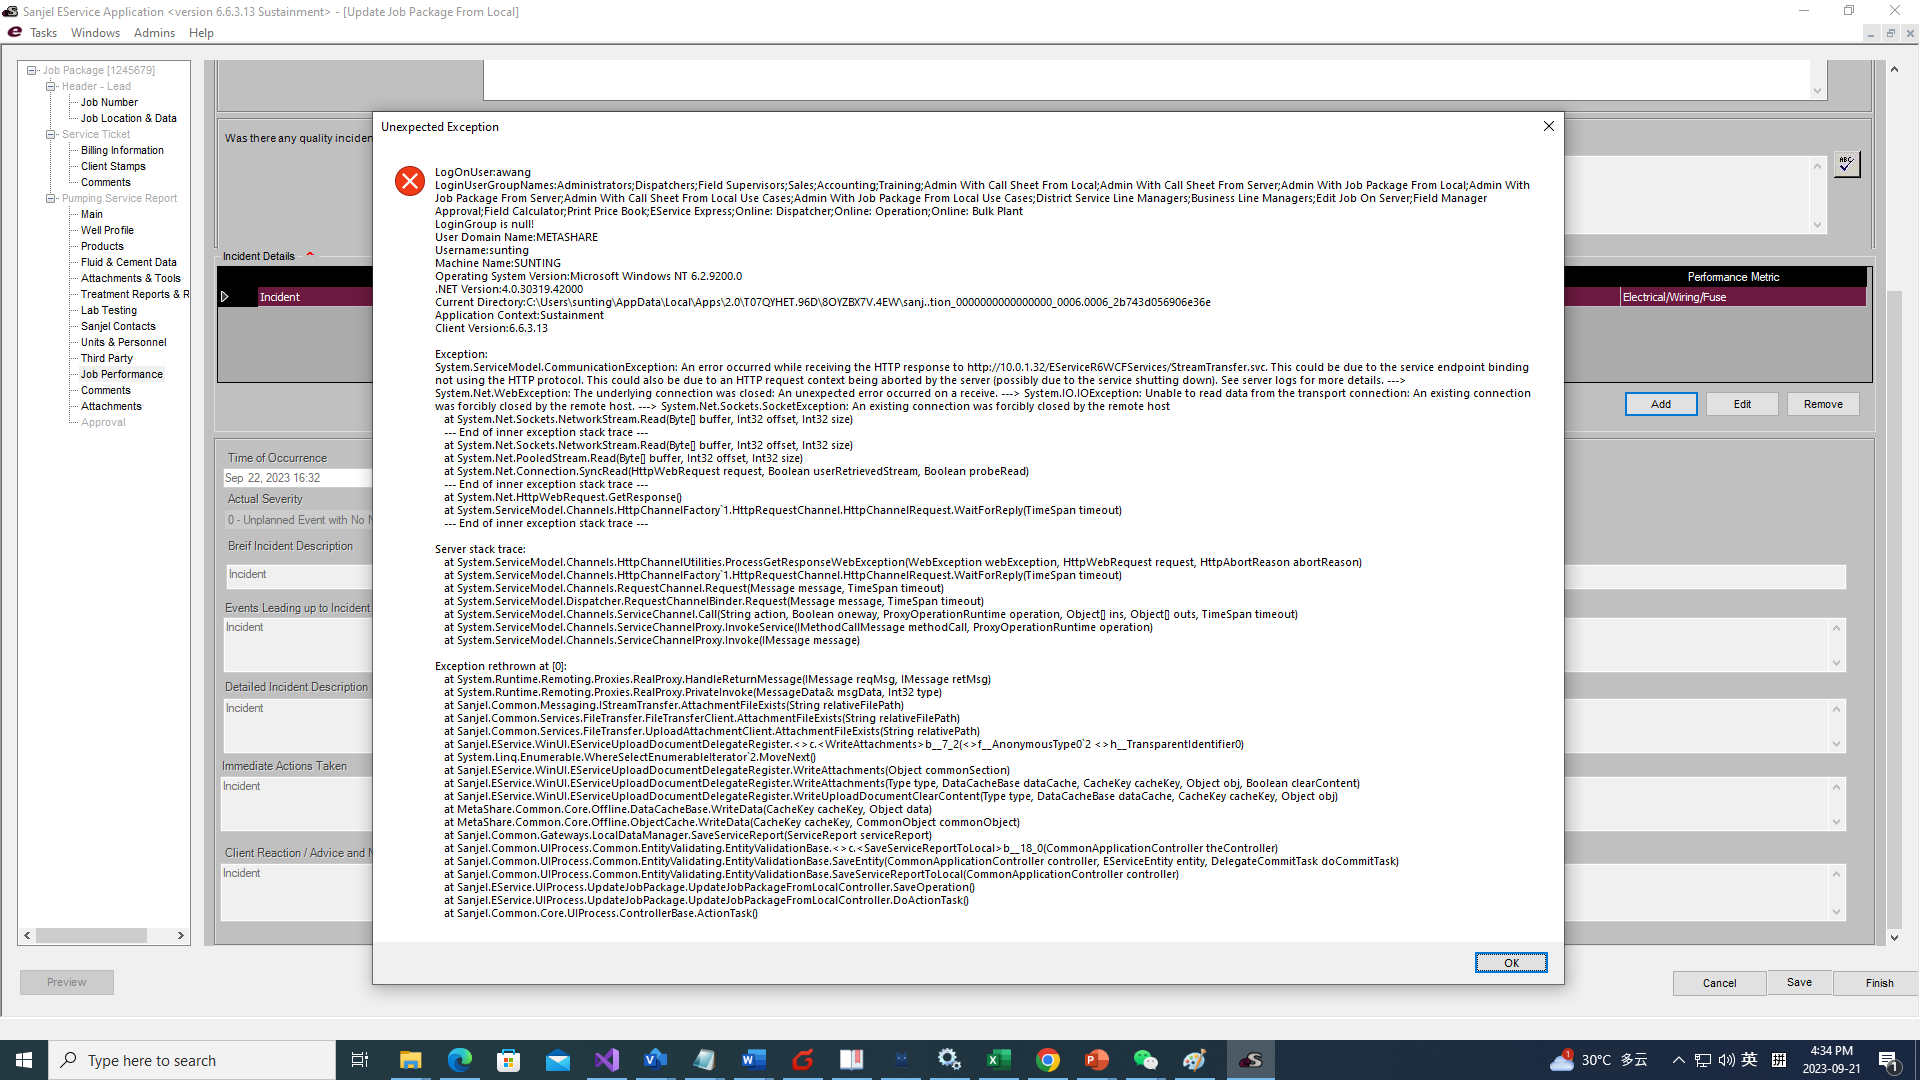 Sanjel EService Application <version 6.6.3.13 Sustainment> - [Update Job Package From Local]
Tasks Windows Admins Help
Job Package [1245679]
Header - Lead
Job Number
Job Location & Data
Service Ticket
Billing Information
Client Stamps
Comments
Pumping Service Report
Main
Well Profile
Products
Fluid & Cement Data
Attachments & Tools
Treatment Reports & R
Lab Testing
Sanjel Contacts
Units & Personnel
Third Party
Job Performance
Comments
Attachments
Approval
Preview
Was there any quality inciden
ABC
Incident Details
Performance Metric
Incident
Electrical/Wiring/Fuse
Add Edit Remove
Time of Occurrence
Sep 22, 2023 16:32
Actual Severity
0 - Unplanned Event with No M
Breif Incident Description
Incident
Events Leading up to Incident
Incident
Detailed Incident Description
Incident
Immediate Actions Taken
Incident
Client Reaction / Advice and N
Incident
Unexpected Exception
LogOnUser:awang
LoginUserGroupNames:Administrators;Dispatchers;Field Supervisors;Sales;Accounting;Training;Admin With Call Sheet From Local;Admin With Call Sheet From Server;Admin With Job Package From Local;Admin With
Job Package From Server;Admin With Call Sheet From Local Use Cases;Admin With Job Package From Local Use Cases;District Service Line Managers;Business Line Managers;Edit Job On Server;Field Manager
Approval;Field Calculator;Print Price Book;EService Express;Online: Dispatcher;Online: Operation;Online: Bulk Plant
LoginGroup is null!
User Domain Name:METASHARE
Username:sunting
Machine Name:SUNTING
Operating System Version:Microsoft Windows NT 6.2.9200.0
.NET Version:4.0.30319.42000
Current Directory:C:\Users\sunting\AppData\Local\Apps\2.0\T07QYHET.96D\8OYZBX7V.4EW\sanj..tion_0000000000000000_0006.0006_2b743d056906e36e
Application Context:Sustainment
Client Version:6.6.3.13
Exception:
System.ServiceModel.CommunicationException: An error occurred while receiving the HTTP response to http://10.0.1.32/EServiceR6WCFServices/StreamTransfer.svc. This could be due to the service endpoint binding
not using the HTTP protocol. This could also be due to an HTTP request context being aborted by the server (possibly due to the service shutting down). See server logs for more details. --->
System.Net.WebException: The underlying connection was closed: An unexpected error occurred on a receive. ---> System.IO.IOException: Unable to read data from the transport connection: An existing connection
was forcibly closed by the remote host. ---> System.Net.Sockets.SocketException: An existing connection was forcibly closed by the remote host
at System.Net.Sockets.NetworkStream.Read(Byte[] buffer, Int32 offset, Int32 size)
--- End of inner exception stack trace ---
at System.Net.Sockets.NetworkStream.Read(Byte[] buffer, Int32 offset, Int32 size)
at System.Net.PooledStream.Read(Byte[] buffer, Int32 offset, Int32 size)
at System.Net.Connection.SyncRead(HttpWebRequest request, Boolean userRetrievedStream, Boolean probeRead)
--- End of inner exception stack trace ---
at System.Net.HttpWebRequest.GetResponse()
at System.ServiceModel.Channels.HttpChannelFactory`1.HttpRequestChannel.HttpChannelRequest.WaitForReply(TimeSpan timeout)
--- End of inner exception stack trace ---
Server stack trace:
at System.ServiceModel.Channels.HttpChannelUtilities.ProcessGetResponseWebException(WebException webException, HttpWebRequest request, HttpAbortReason abortReason)
at System.ServiceModel.Channels.HttpChannelFactory`1.HttpRequestChannel.HttpChannelRequest.WaitForReply(TimeSpan timeout)
at System.ServiceModel.Channels.RequestChannel.Request(Message message, TimeSpan timeout)
at System.ServiceModel.Dispatcher.RequestChannelBinder.Request(Message message, TimeSpan timeout)
at System.ServiceModel.Channels.ServiceChannel.Call(String action, Boolean oneway, ProxyOperationRuntime operation, Object[] ins, Object[] outs, TimeSpan timeout)
at System.ServiceModel.Channels.ServiceChannelProxy.InvokeService(IMethodCallMessage methodCall, ProxyOperationRuntime operation)
at System.ServiceModel.Channels.ServiceChannelProxy.Invoke(IMessage message)
Exception rethrown at [0]:
at System.Runtime.Remoting.Proxies.RealProxy.HandleReturnMessage(IMessage reqMsg, IMessage retMsg)
at System.Runtime.Remoting.Proxies.RealProxy.PrivateInvoke(MessageData& msgData, Int32 type)
at Sanjel.Common.Messaging.IStreamTransfer.AttachmentFileExists(String relativeFilePath)
at Sanjel.Common.Services.FileTransfer.FileTransferClient.AttachmentFileExists(String relativeFilePath)
at Sanjel.Common.Services.FileTransfer.UploadAttachmentClient.AttachmentFileExists(String relativePath)
at Sanjel.EService.WinUI.EServiceUploadDocumentDelegateRegister.<>c.<WriteAttachments>b__7_2(<>f__AnonymousType0`2 <>h__TransparentIdentifier0)
at System.Linq.Enumerable.WhereSelectEnumerableIterator`2.MoveNext()
at Sanjel.EService.WinUI.EServiceUploadDocumentDelegateRegister.WriteAttachments(Object commonSection)
at Sanjel.EService.WinUI.EServiceUploadDocumentDelegateRegister.WriteAttachments(Type type, DataCacheBase dataCache, CacheKey cacheKey, Object obj, Boolean clearContent)
at Sanjel.EService.WinUI.EServiceUploadDocumentDelegateRegister.WriteUploadDocumentClearContent(Type type, DataCacheBase dataCache, CacheKey cacheKey, Object obj)
at MetaShare.Common.Core.Offline.DataCacheBase.WriteData(CacheKey cacheKey, Object data)
at MetaShare.Common.Core.Offline.ObjectCache.WriteData(CacheKey cacheKey, CommonObject commonObject)
at Sanjel.Common.Gateways.LocalDataManager.SaveServiceReport(ServiceReport serviceReport)
at Sanjel.Common.UIProcess.Common.EntityValidating.EntityValidationBase.<>c.<SaveServiceReportToLocal>b__18_0(CommonApplicationController theController)
at Sanjel.Common.UIProcess.Common.EntityValidating.EntityValidationBase.SaveEntity(CommonApplicationController controller, EServiceEntity entity, DelegateCommitTask doCommitTask)
at Sanjel.Common.UIProcess.Common.EntityValidating.EntityValidationBase.SaveServiceReportToLocal(CommonApplicationController controller)
at Sanjel.EService.UIProcess.UpdateJobPackage.UpdateJobPackageFromLocalController.SaveOperation()
at Sanjel.EService.UIProcess.UpdateJobPackage.UpdateJobPackageFromLocalController.DoActionTask()
at Sanjel.Common.Core.UIProcess.ControllerBase.ActionTask()
OK
Cancel Save Finish
Type here to search
30°C 多云
英
4:34 PM
2023-09-21